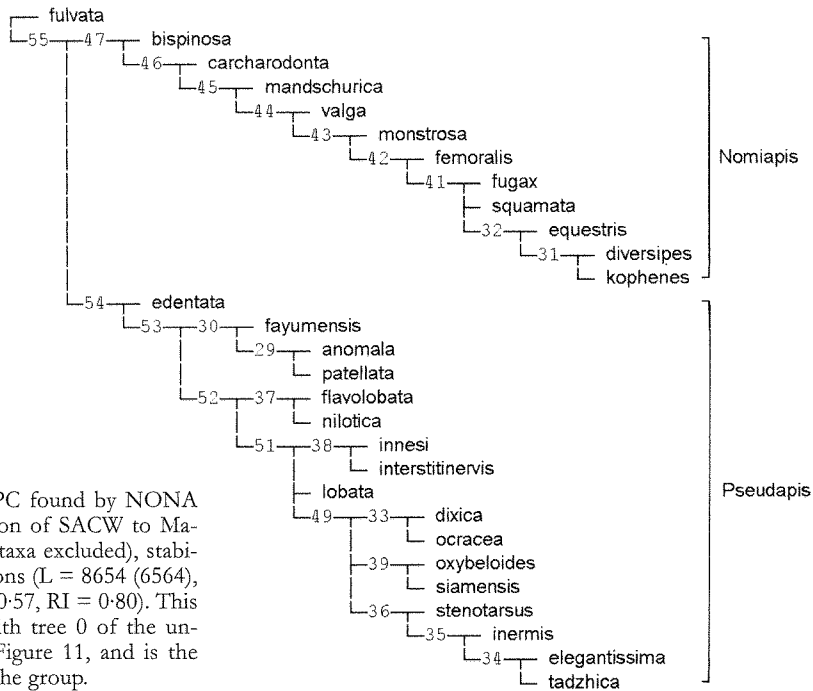 fulvata
55 47 bispinosa
46 carcharodonta
45 mandschurica
44 valga
43 monstrosa
42 femoralis
41 fugax
Nomiapis
squamata
32 equestris
31 diversipes
kophenes
54 edentata
53 30 fayumensis
29 anomala
patellata
52 37 flavolobata
nilotica
51 38 innesi
interstitinervis
lobata
Pseudapis
49 33 dixica
ocracea
39 oxybeloides
siamensis
36 stenotarsus
35 inermis
34 elegantissima
tadzhica
PC found by NONA
on of SACW to Ma-
taxa excluded), stabi-
ons (L = 8654 (6564),
0·57, RI = 0·80). This
th tree 0 of the un-
Figure 11, and is the
he group.